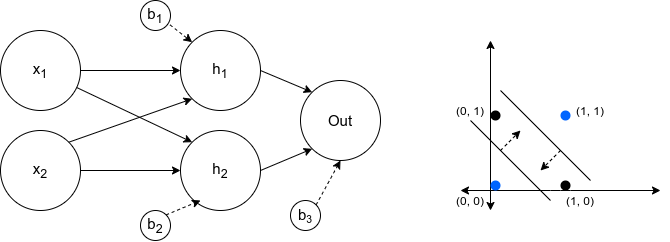 b₁
x₁
h₁
Out
x₂
h₂
b₂
b₃
(0, 1)
(1, 1)
(0, 0)
(1, 0)